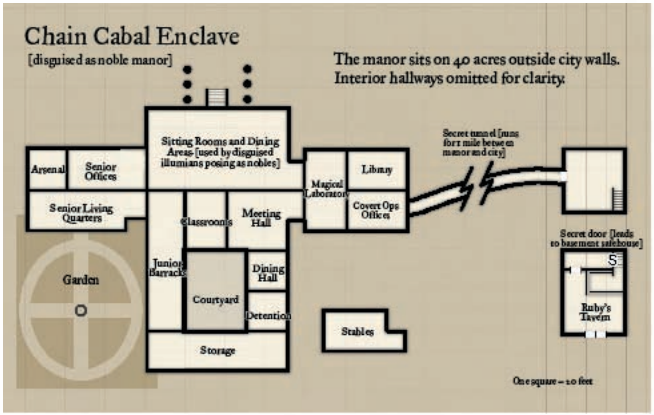 Chain Cabal Enclave
[disguised as noble manor]
The manor sits on 40 acres outside city walls.
Interior hallways omitted for clarity.
Sitting Rooms and Dining
Areas [used by disguised
illumians posing as nobles]
Secret tunnel [runs
for 1 mile between
manor and city]
Arsenal
Senior
Offices
Magical
Laboratory
Library
Senior Living
Quarters
Classrooms
Meeting
Hall
Covert Ops
Offices
Secret door [leads
to basement safehouse]
S
Junior
Barracks
Dining
Hall
Garden
Courtyard
Ruby's
Tavern
Detention
Stables
Storage
One square = 10 feet